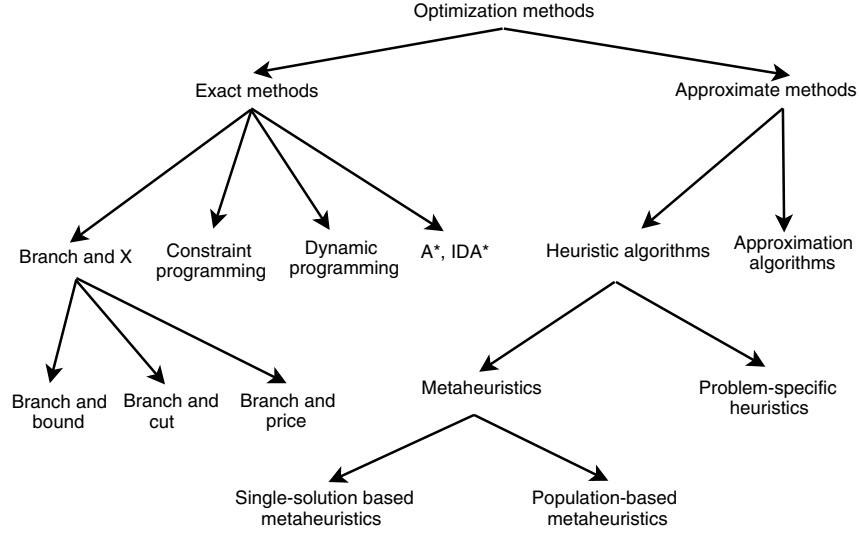 Optimization methods
Exact methods
Approximate methods
Branch and X
Constraint
programming
Dynamic
programming
A*, IDA*
Heuristic algorithms
Approximation
algorithms
Branch and
bound
Branch and
cut
Branch and
price
Metaheuristics
Problem-specific
heuristics
Single-solution based
metaheuristics
Population-based
metaheuristics